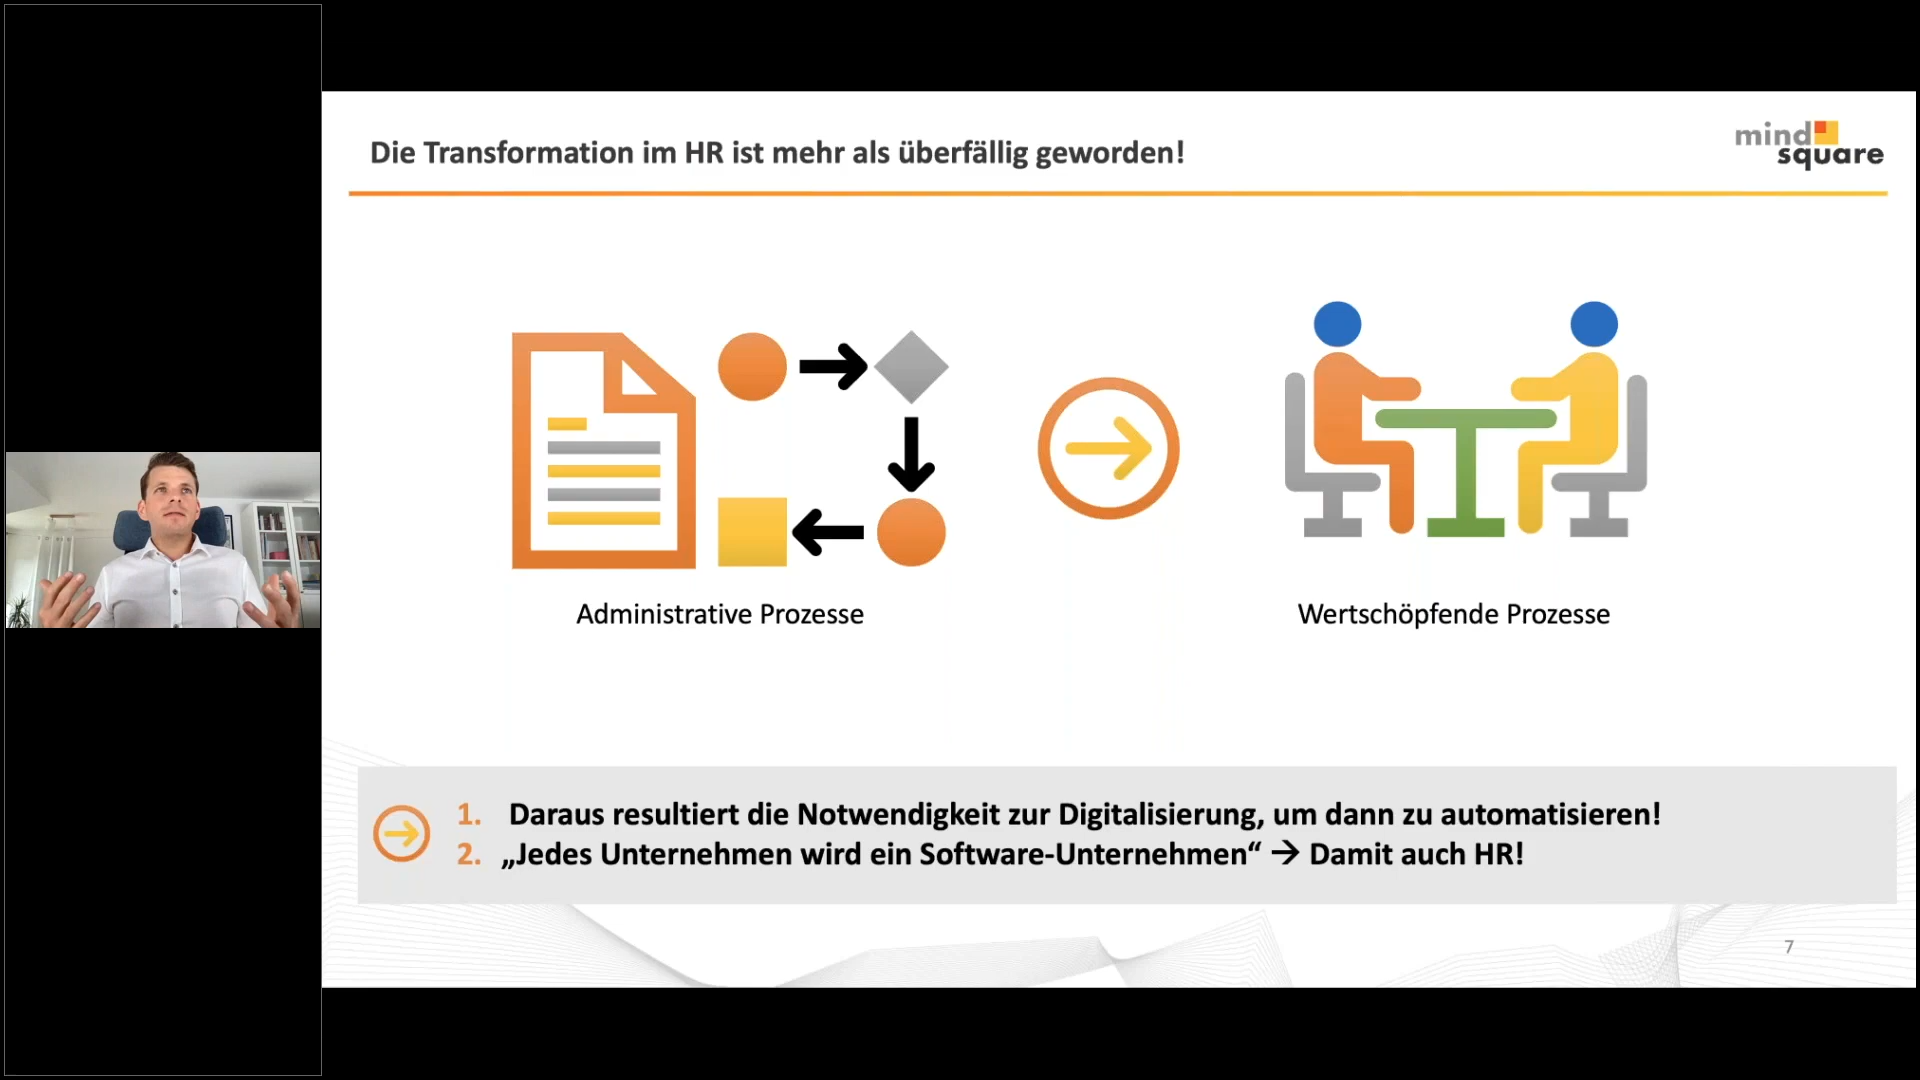 Die Transformation im HR ist mehr als überfällig geworden!
mind
square
Administrative Prozesse
Wertschöpfende Prozesse
1. Daraus resultiert die Notwendigkeit zur Digitalisierung, um dann zu automatisieren!
2. „Jedes Unternehmen wird ein Software-Unternehmen“ → Damit auch HR!
7